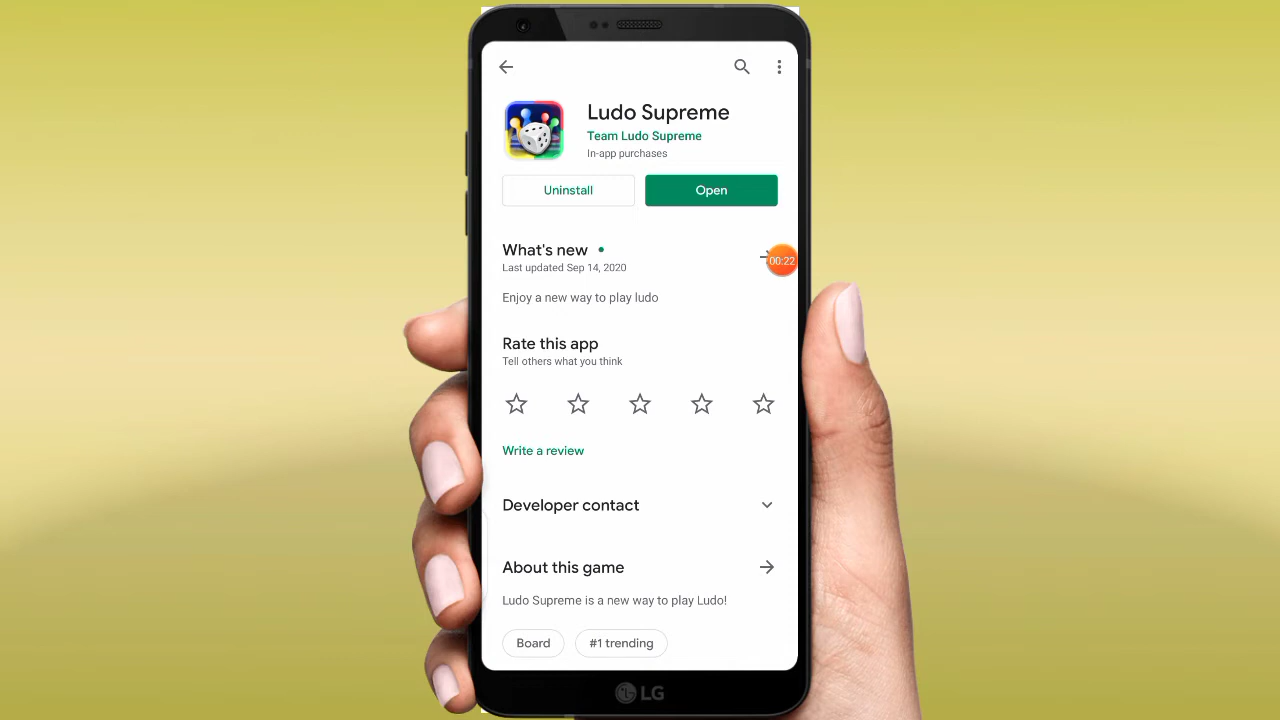 Ludo Supreme
Team Ludo Supreme
In-app purchases
Uninstall
Open
What's new
00:22
Last updated Sep 14, 2020
Enjoy a new way to play ludo
Rate this app
Tell others what you think
Write a review
Developer contact
About this game
Ludo Supreme is a new way to play Ludo!
Board
#1 trending
LG